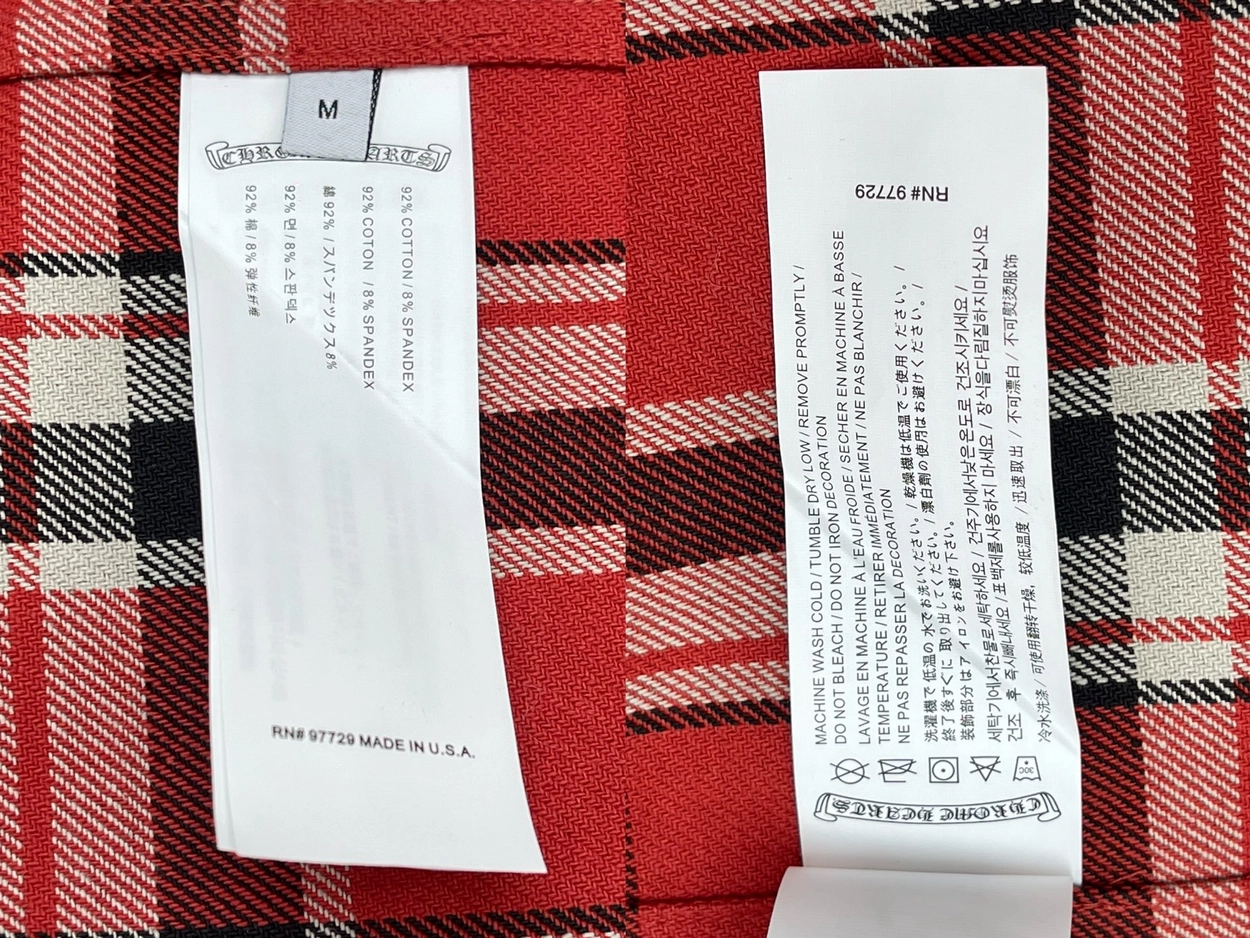 M
92% COTTON / 8% SPANDEX
92% COTON / 8% SPANDEX
綿 92% / スパンデックス 8%
92% 면 / 8% 스판덱스
92% 棉 / 8% 弹性纤维
RN# 97729 MADE IN U.S.A.
RN# 97729
MACHINE WASH COLD / TUMBLE DRY LOW / REMOVE PROMPTLY /
DO NOT BLEACH / DO NOT IRON DECORATION
LAVAGE EN MACHINE À L'EAU FROIDE / SECHER EN MACHINE À BASSE
TEMPERATURE / RETIRER IMMÉDIATEMENT / NE PAS BLANCHIR /
NE PAS REPASSER LA DECORATION
洗濯機で低温の水でお洗いください。/ 乾燥機は低温でご使用ください。/
終了後すぐに 取り出してください。/ 漂白劑の使用はお避けください。/
装飾部分はアイロンをお避け下さい。
세탁기에서찬물로세탁하세요 / 건주기에서낮은온도로 건조시키세요 /
건조 후 즉시빼내세요 / 표백제를사용하지 마세요 / 장식을다림질하지마십시요
冷水洗涤 / 可使用翻转干燥，较低温度 / 迅速取出 / 不可漂白 / 不可熨烫服饰
30C
CHROME HEARTS